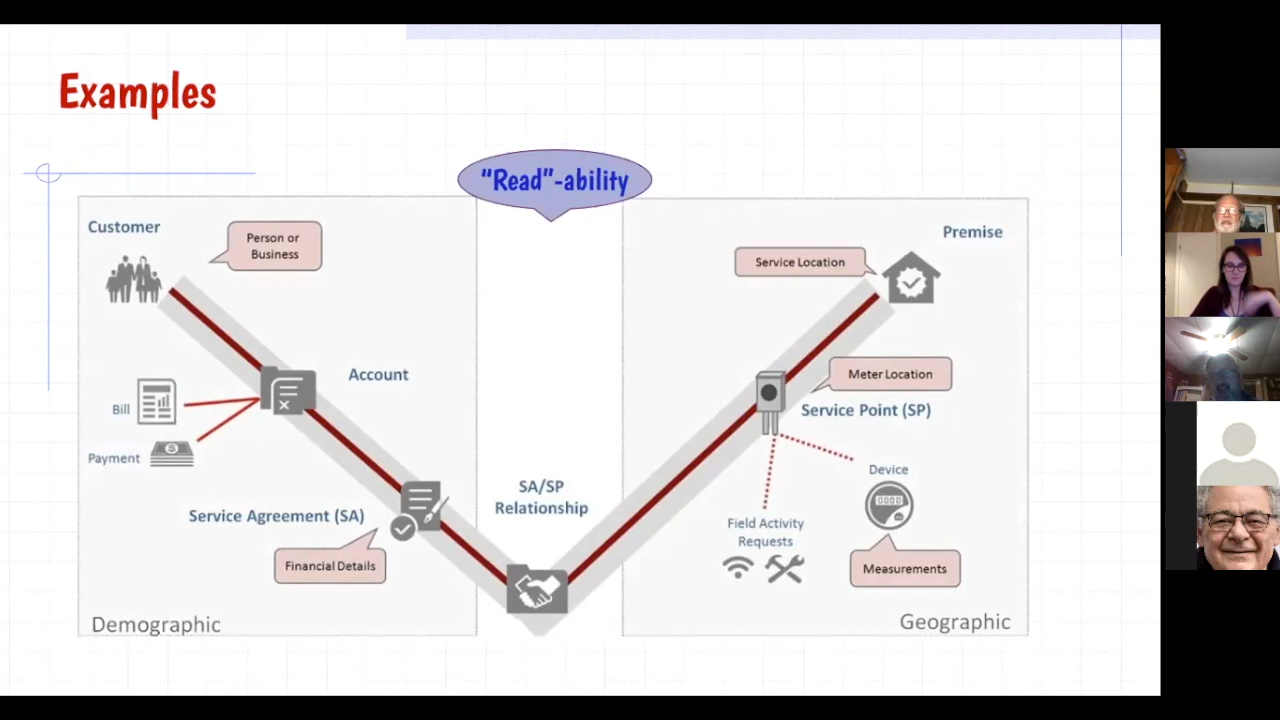 Examples
“Read”-ability
Customer
Person or
Business
Account
Bill
Payment
Service Agreement (SA)
Financial Details
Demographic
SA/SP
Relationship
Premise
Service Location
Meter Location
Service Point (SP)
Device
Field Activity
Requests
Measurements
Geographic